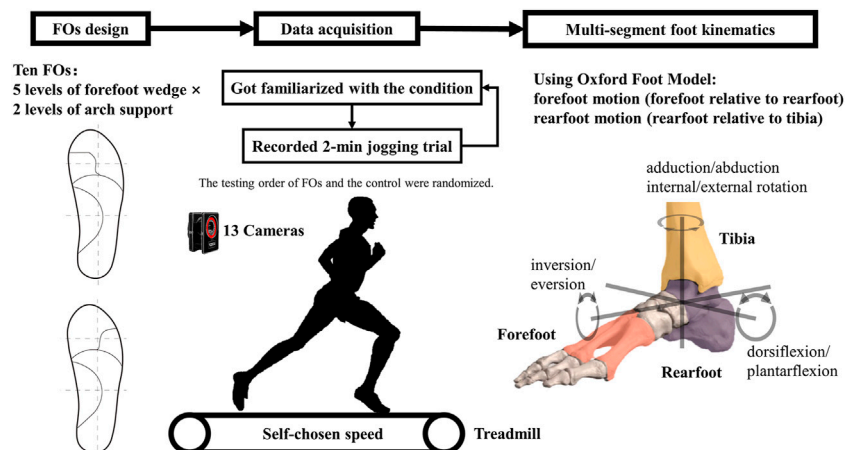 FOs design
Data acquisition
Multi-segment foot kinematics
Ten FOs:
5 levels of forefoot wedge ×
2 levels of arch support
Got familiarized with the condition
Recorded 2-min jogging trial
The testing order of FOs and the control were randomized.
13 Cameras
Self-chosen speed
Treadmill
Using Oxford Foot Model:
forefoot motion (forefoot relative to rearfoot)
rearfoot motion (rearfoot relative to tibia)
adduction/abduction
internal/external rotation
Tibia
inversion/
eversion
Forefoot
Rearfoot
dorsiflexion/
plantarflexion